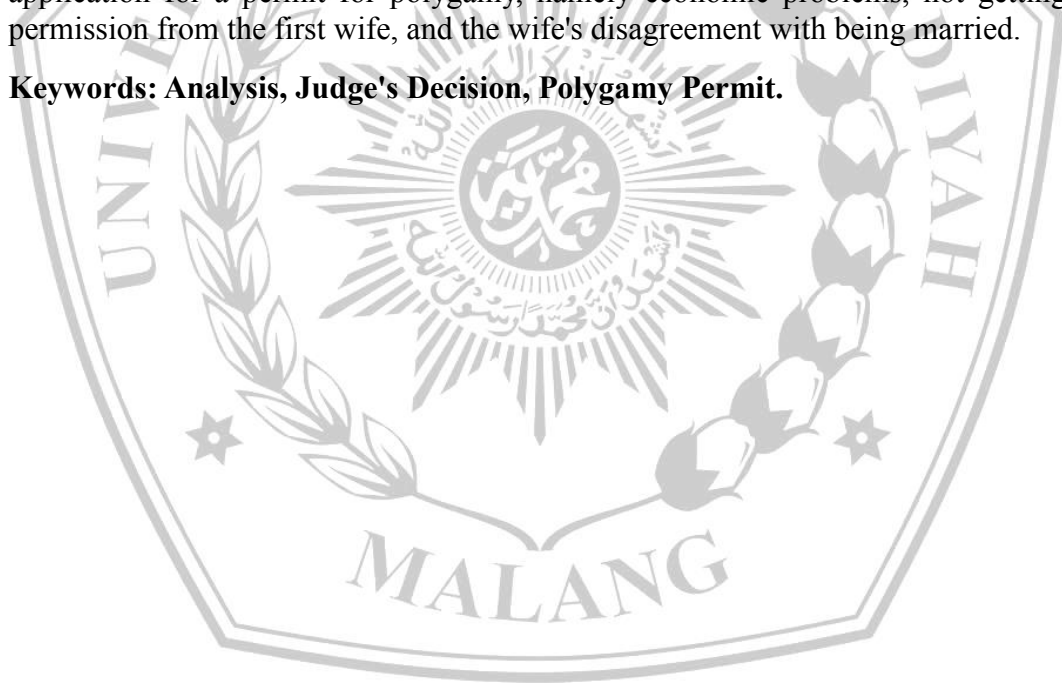 application for a permit for polygamy, namely economic problems, not getting
permission from the first wife, and the wife's disagreement with being married.
Keywords: Analysis, Judge's Decision, Polygamy Permit.
MALANG